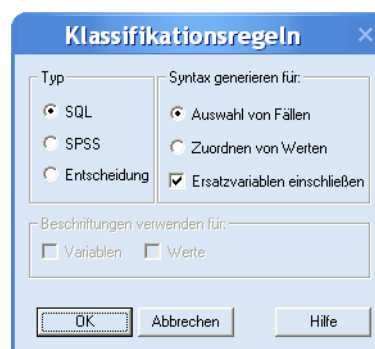 Klassifikationsregeln
Typ
SQL
SPSS
Entscheidung
Syntax generieren für:
Auswahl von Fällen
Zuordnen von Werten
Ersatzvariablen einschließen
Beschriftungen verwenden für:
Variablen Werte
OK Abbrechen Hilfe